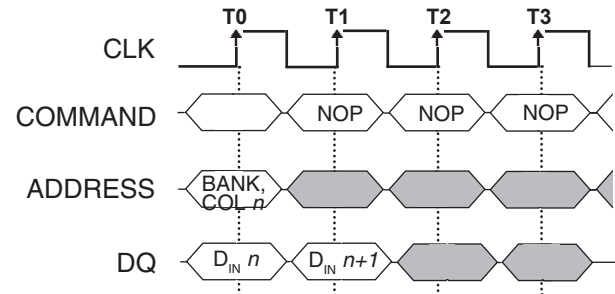 T0 T1 T2 T3
CLK
COMMAND NOP NOP NOP
ADDRESS BANK,
COL n
DQ DIN n DIN n+1